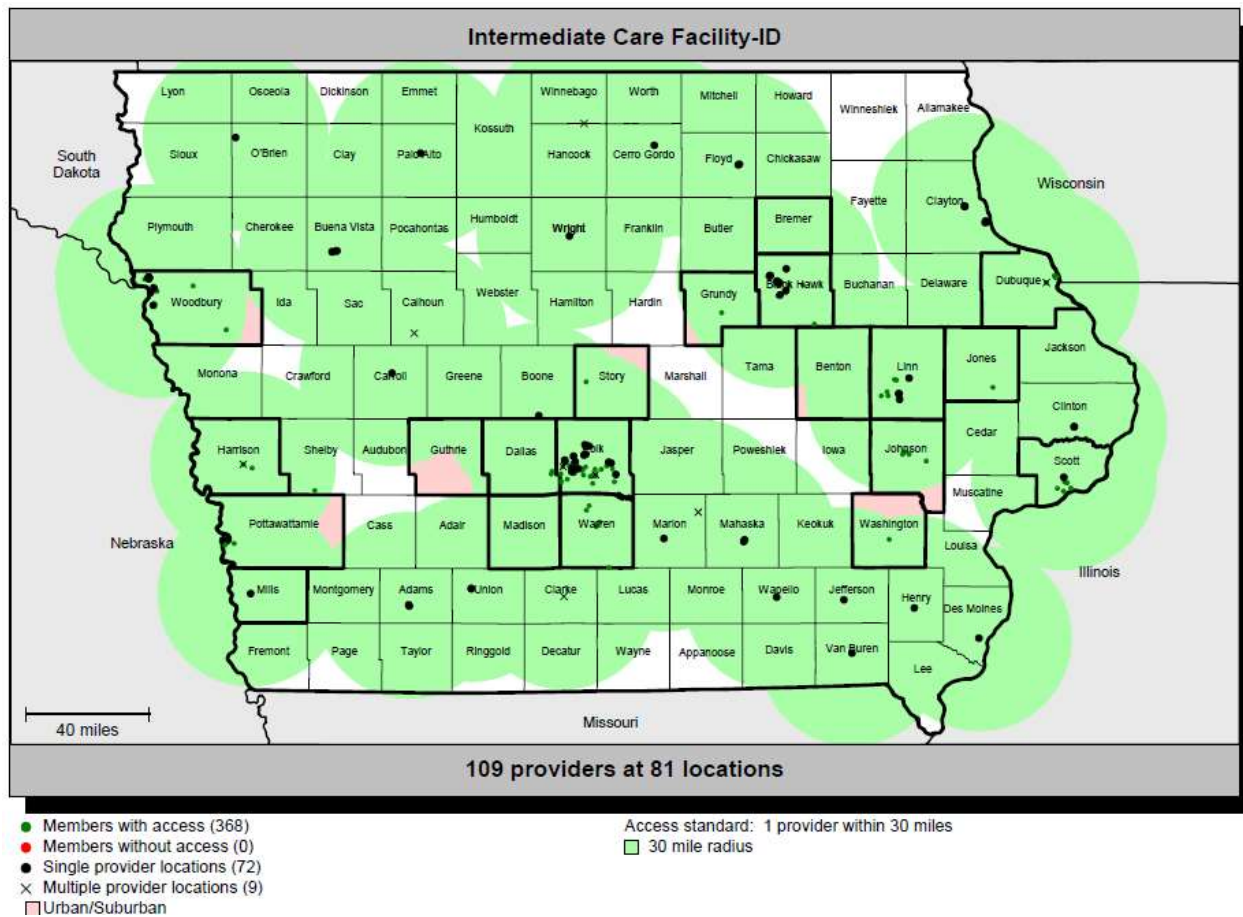 Intermediate Care Facility-ID
Lyon Osceola Dickinson Emmet Winnebago Worth Mitchell Howard Winneshiek Allamakee
Kossuth
South Dakota Sioux O'Brien Clay Palo Alto Hancock Cerro Gordo Floyd Chickasaw Wisconsin
Plymouth Cherokee Buena Vista Pocahontas Humboldt Wright Franklin Butler Bremer Fayette Clayton
Woodbury Ida Sac Calhoun Webster Hamilton Hardin Grundy Black Hawk Buchanan Delaware Dubuque
Monona Crawford Carroll Greene Boone Story Marshall Tama Benton Linn Jones Jackson
Clinton
Harrison Shelby Audubon Guthrie Dallas Polk Jasper Poweshiek Iowa Johnson Cedar Scott
Muscatine
Nebraska Pottawattamie Cass Adair Madison Warren Marion Mahaska Keokuk Washington Louisa
Illinois
Mills Montgomery Adams Union Clarke Lucas Monroe Wapello Jefferson Henry Des Moines
Fremont Page Taylor Ringgold Decatur Wayne Appanoose Davis Van Buren Lee
40 miles
Missouri
109 providers at 81 locations
Members with access (368)
Members without access (0)
Single provider locations (72)
Multiple provider locations (9)
Urban/Suburban
Access standard: 1 provider within 30 miles
30 mile radius